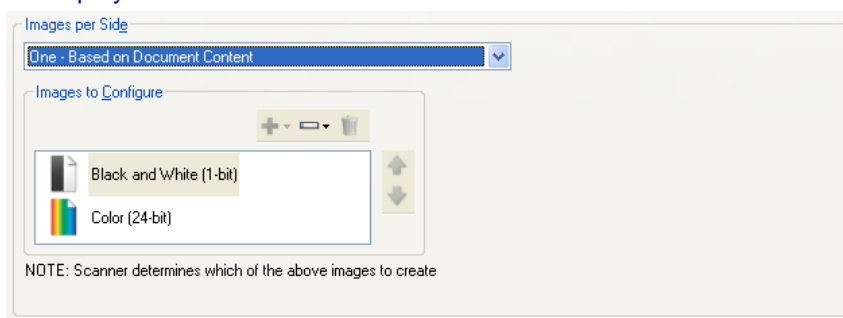 Images per Side
One - Based on Document Content
Images to Configure
Black and White (1-bit)
Color (24-bit)
NOTE: Scanner determines which of the above images to create